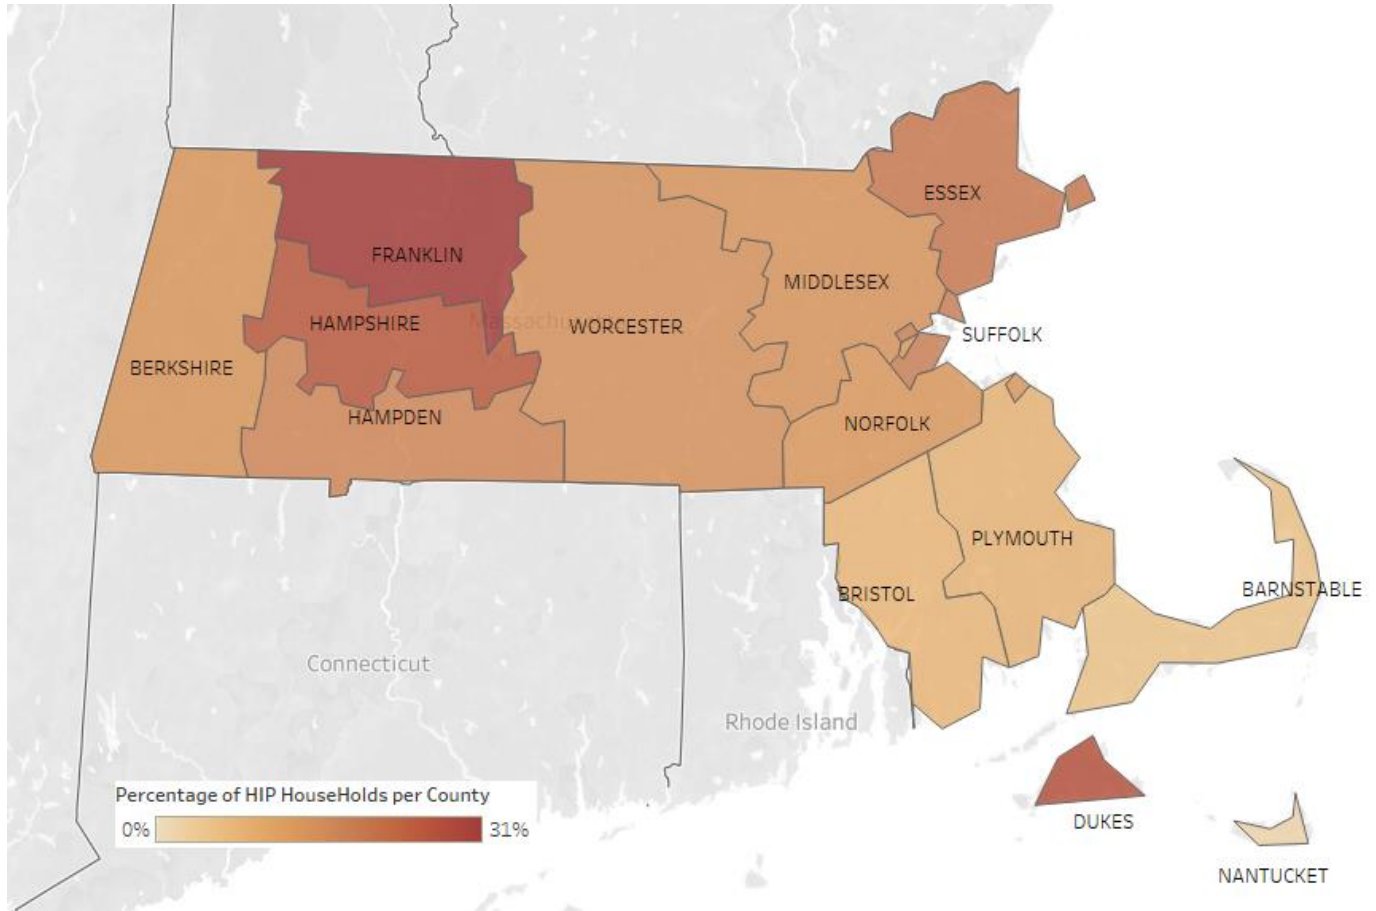 ESSEX
FRANKLIN
MIDDLESEX
HAMPSHIRE
Massachusetts
WORCESTER
SUFFOLK
BERKSHIRE
HAMPDEN
NORFOLK
PLYMOUTH
BRISTOL
BARNSTABLE
Connecticut
Rhode Island
Percentage of HIP HouseHolds per County
0%
31%
DUKES
NANTUCKET